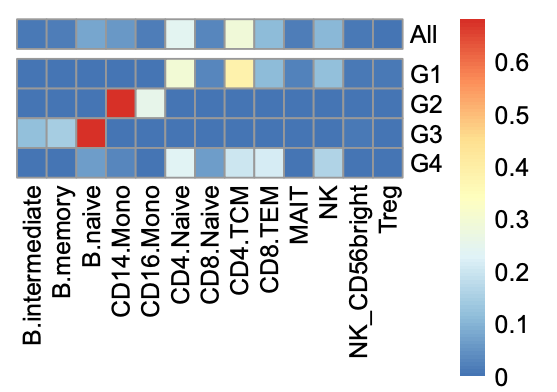 All
G1
G2
G3
G4
B.intermediate
B.memory
B.naive
CD14.Mono
CD16.Mono
CD4.Naive
CD8.Naive
CD4.TCM
CD8.TEM
MAIT
NK
NK_CD56bright
Treg
0.6
0.5
0.4
0.3
0.2
0.1
0